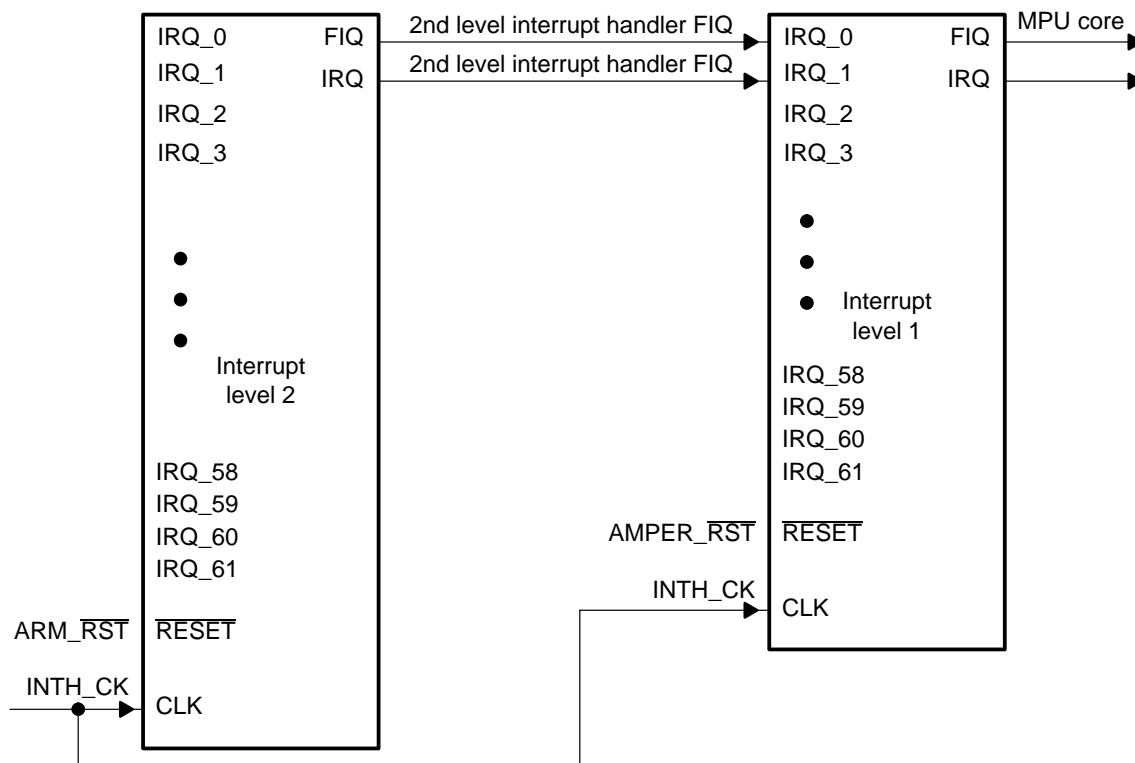 IRQ_0
FIQ
2nd level interrupt handler FIQ
IRQ_0
FIQ
MPU core
IRQ_1
IRQ
2nd level interrupt handler FIQ
IRQ_1
IRQ
IRQ_2
IRQ_2
IRQ_3
IRQ_3
Interrupt
level 1
Interrupt
level 2
IRQ_58
IRQ_59
IRQ_60
IRQ_61
IRQ_58
IRQ_59
IRQ_60
IRQ_61
AMPER_RST
RESET
INTH_CK
CLK
ARM_RST
RESET
INTH_CK
CLK